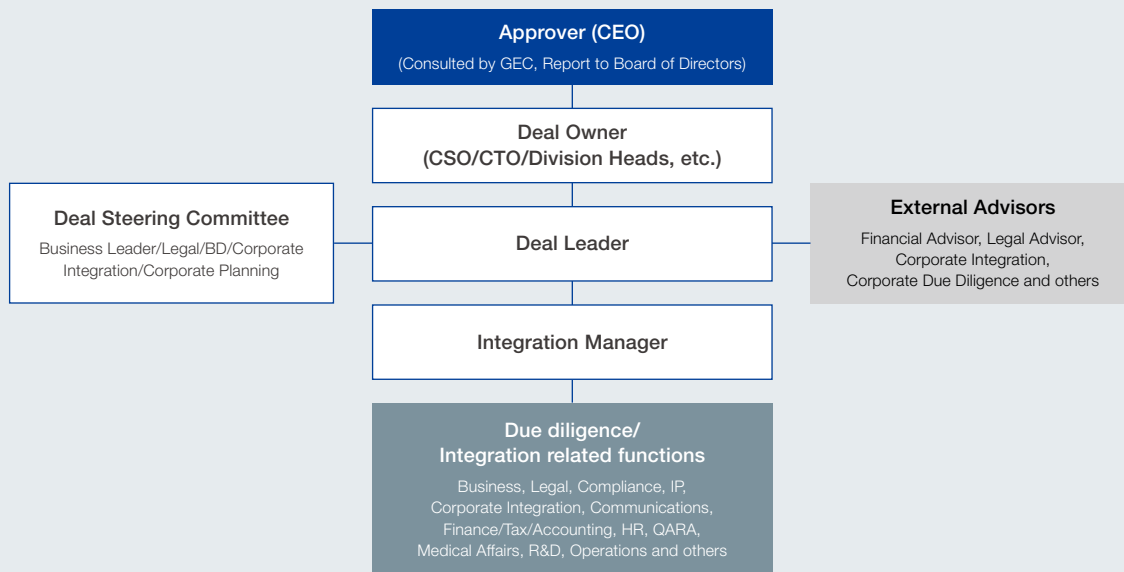 Approver (CEO)
(Consulted by GEC, Report to Board of Directors)
Deal Owner
(CSO/CTO/Division Heads, etc.)
Deal Steering Committee
Business Leader/Legal/BD/Corporate
Integration/Corporate Planning
Deal Leader
External Advisors
Financial Advisor, Legal Advisor,
Corporate Integration,
Corporate Due Diligence and others
Integration Manager
Due diligence/
Integration related functions
Business, Legal, Compliance, IP,
Corporate Integration, Communications,
Finance/Tax/Accounting, HR, QARA,
Medical Affairs, R&D, Operations and others